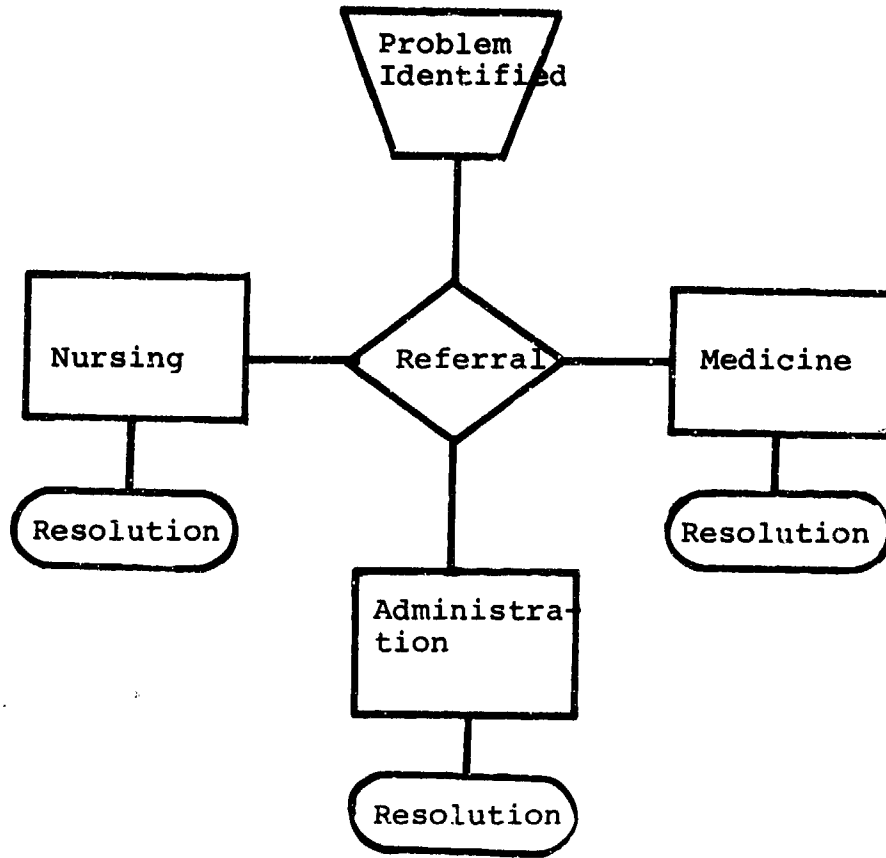 Problem
Identified
Nursing
Referral
Medicine
Resolution
Resolution
Administra-
tion
Resolution